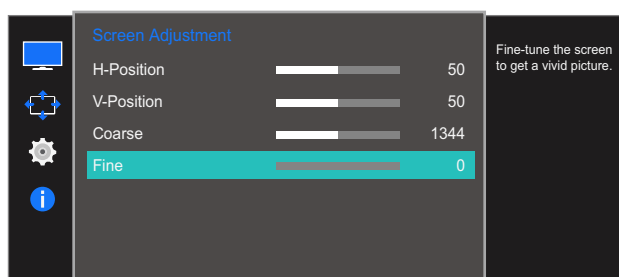 Screen Adjustment
H-Position 50
V-Position 50
Coarse 1344
Fine 0
Fine-tune the screen
to get a vivid picture.